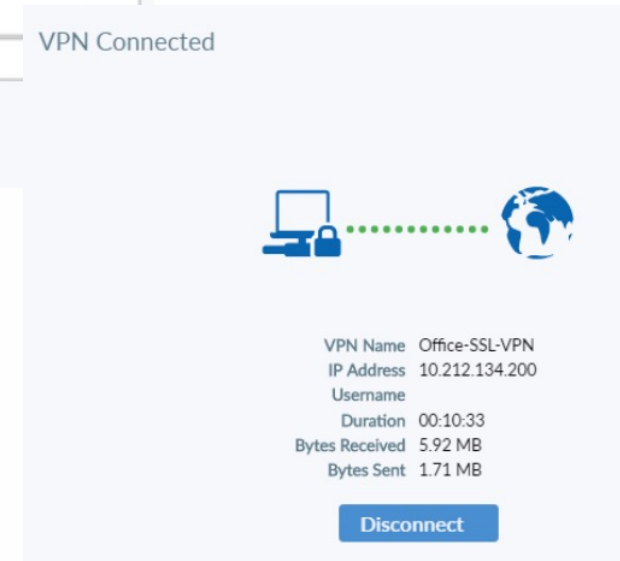 VPN Connected
VPN Name Office-SSL-VPN
IP Address 10.212.134.200
Username
Duration 00:10:33
Bytes Received 5.92 MB
Bytes Sent 1.71 MB
Disconnect